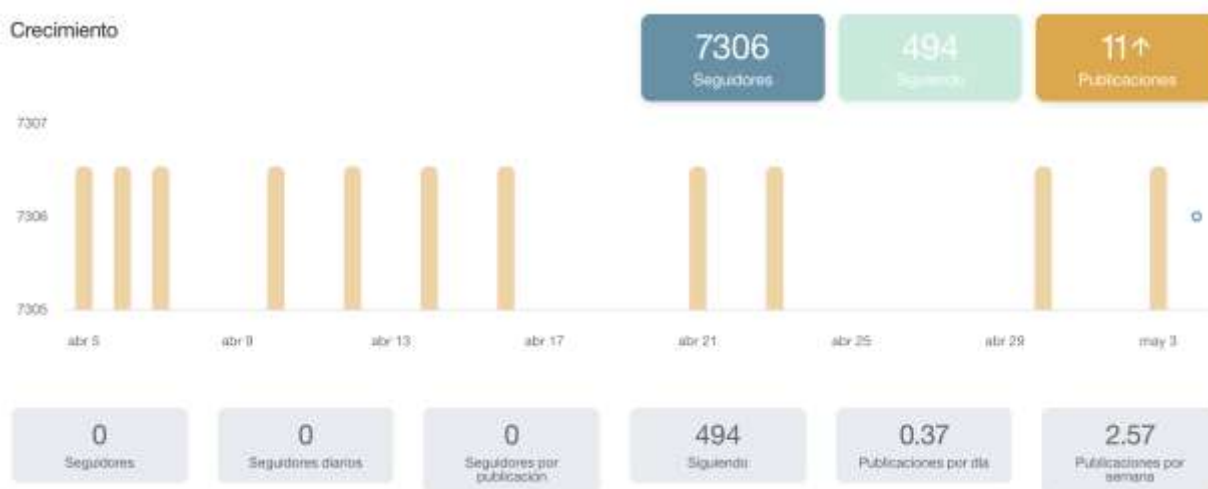 Crecimiento
7306
Seguidores
494
Siguiendo
11↑
Publicaciones
7307
7306
7305
abr 5
abr 9
abr 13
abr 17
abr 21
abr 25
abr 29
may 3
0
Seguidores
0
Seguidores diarios
0
Seguidores por
publicación
494
Siguiendo
0.37
Publicaciones por día
2.57
Publicaciones por
semana